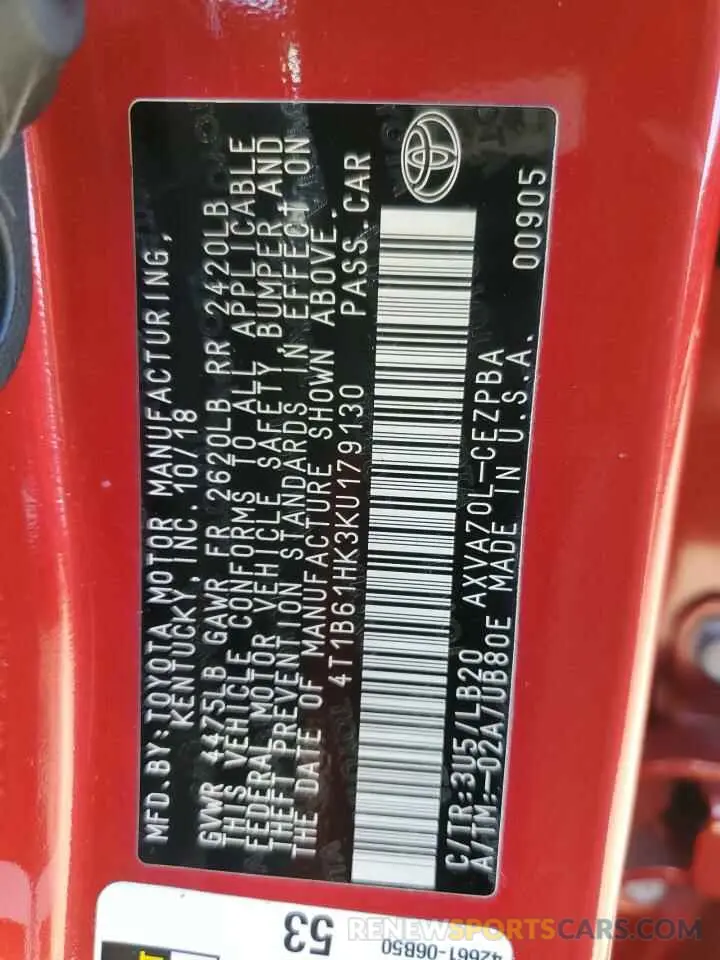 MFD.BY:TOYOTA MOTOR MANUFACTURING,
KENTUCKY,INC. 10/18
GVWR 4475LB GAWR FR 2620LB RR 2420LB
THIS VEHICLE CONFORMS TO ALL APPLICABLE
FEDERAL MOTOR VEHICLE SAFETY, BUMPER,AND
THEFT PREVENTION STANDARDS IN EFFECT ON
THE DATE OF MANUFACTURE SHOWN ABOVE.
4T1B61HK3KU179130 PASS.CAR
C/TR:3U5/LB20 AXVA70L-CEZPBA
A/TM:-02A/UB80E MADE IN U.S.A.
00905
53
42661-06B50
RENEWSPORTSCARS.COM